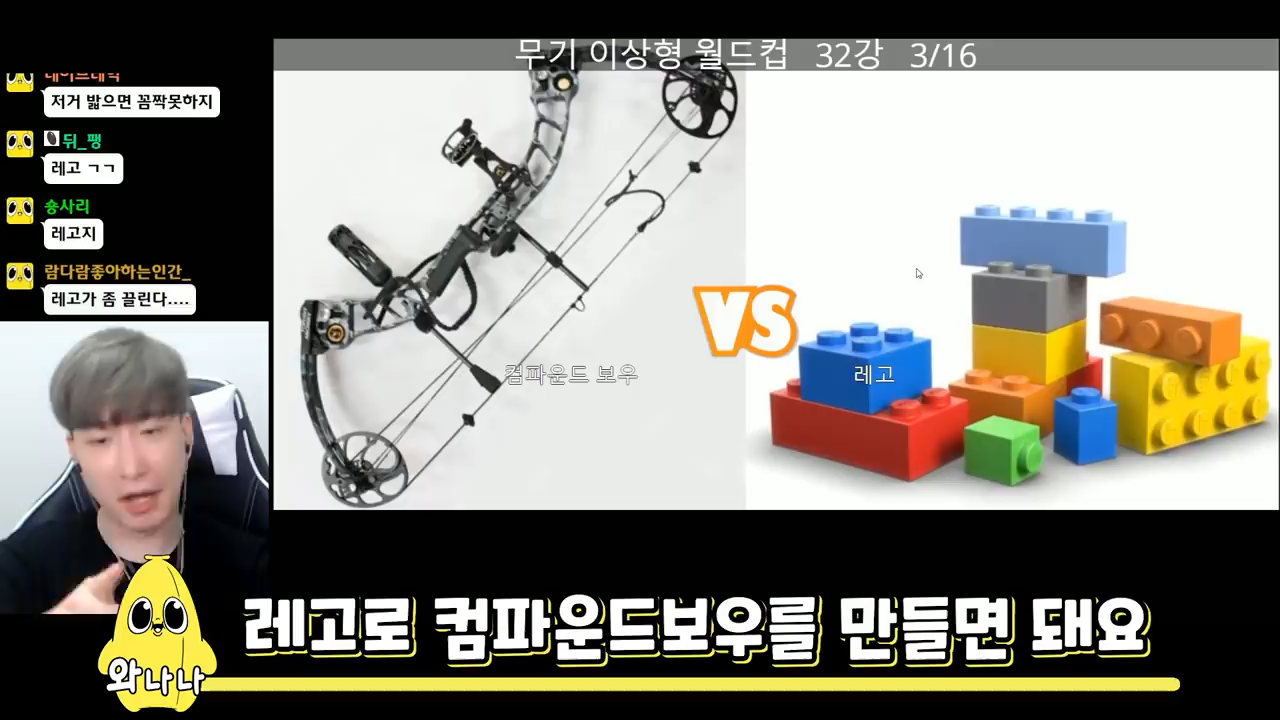 무기 이상형 월드컵 32강 3/16
저거 밟으면 꼼짝못하지
뒤_팽
레고 ㄱㄱ
숑사리
레고지
람다람좋아하는인간_
레고가 좀 끌린다....
VS
컴파운드 보우
레고
레고로 컴파운드보우를 만들면 돼요
와나나